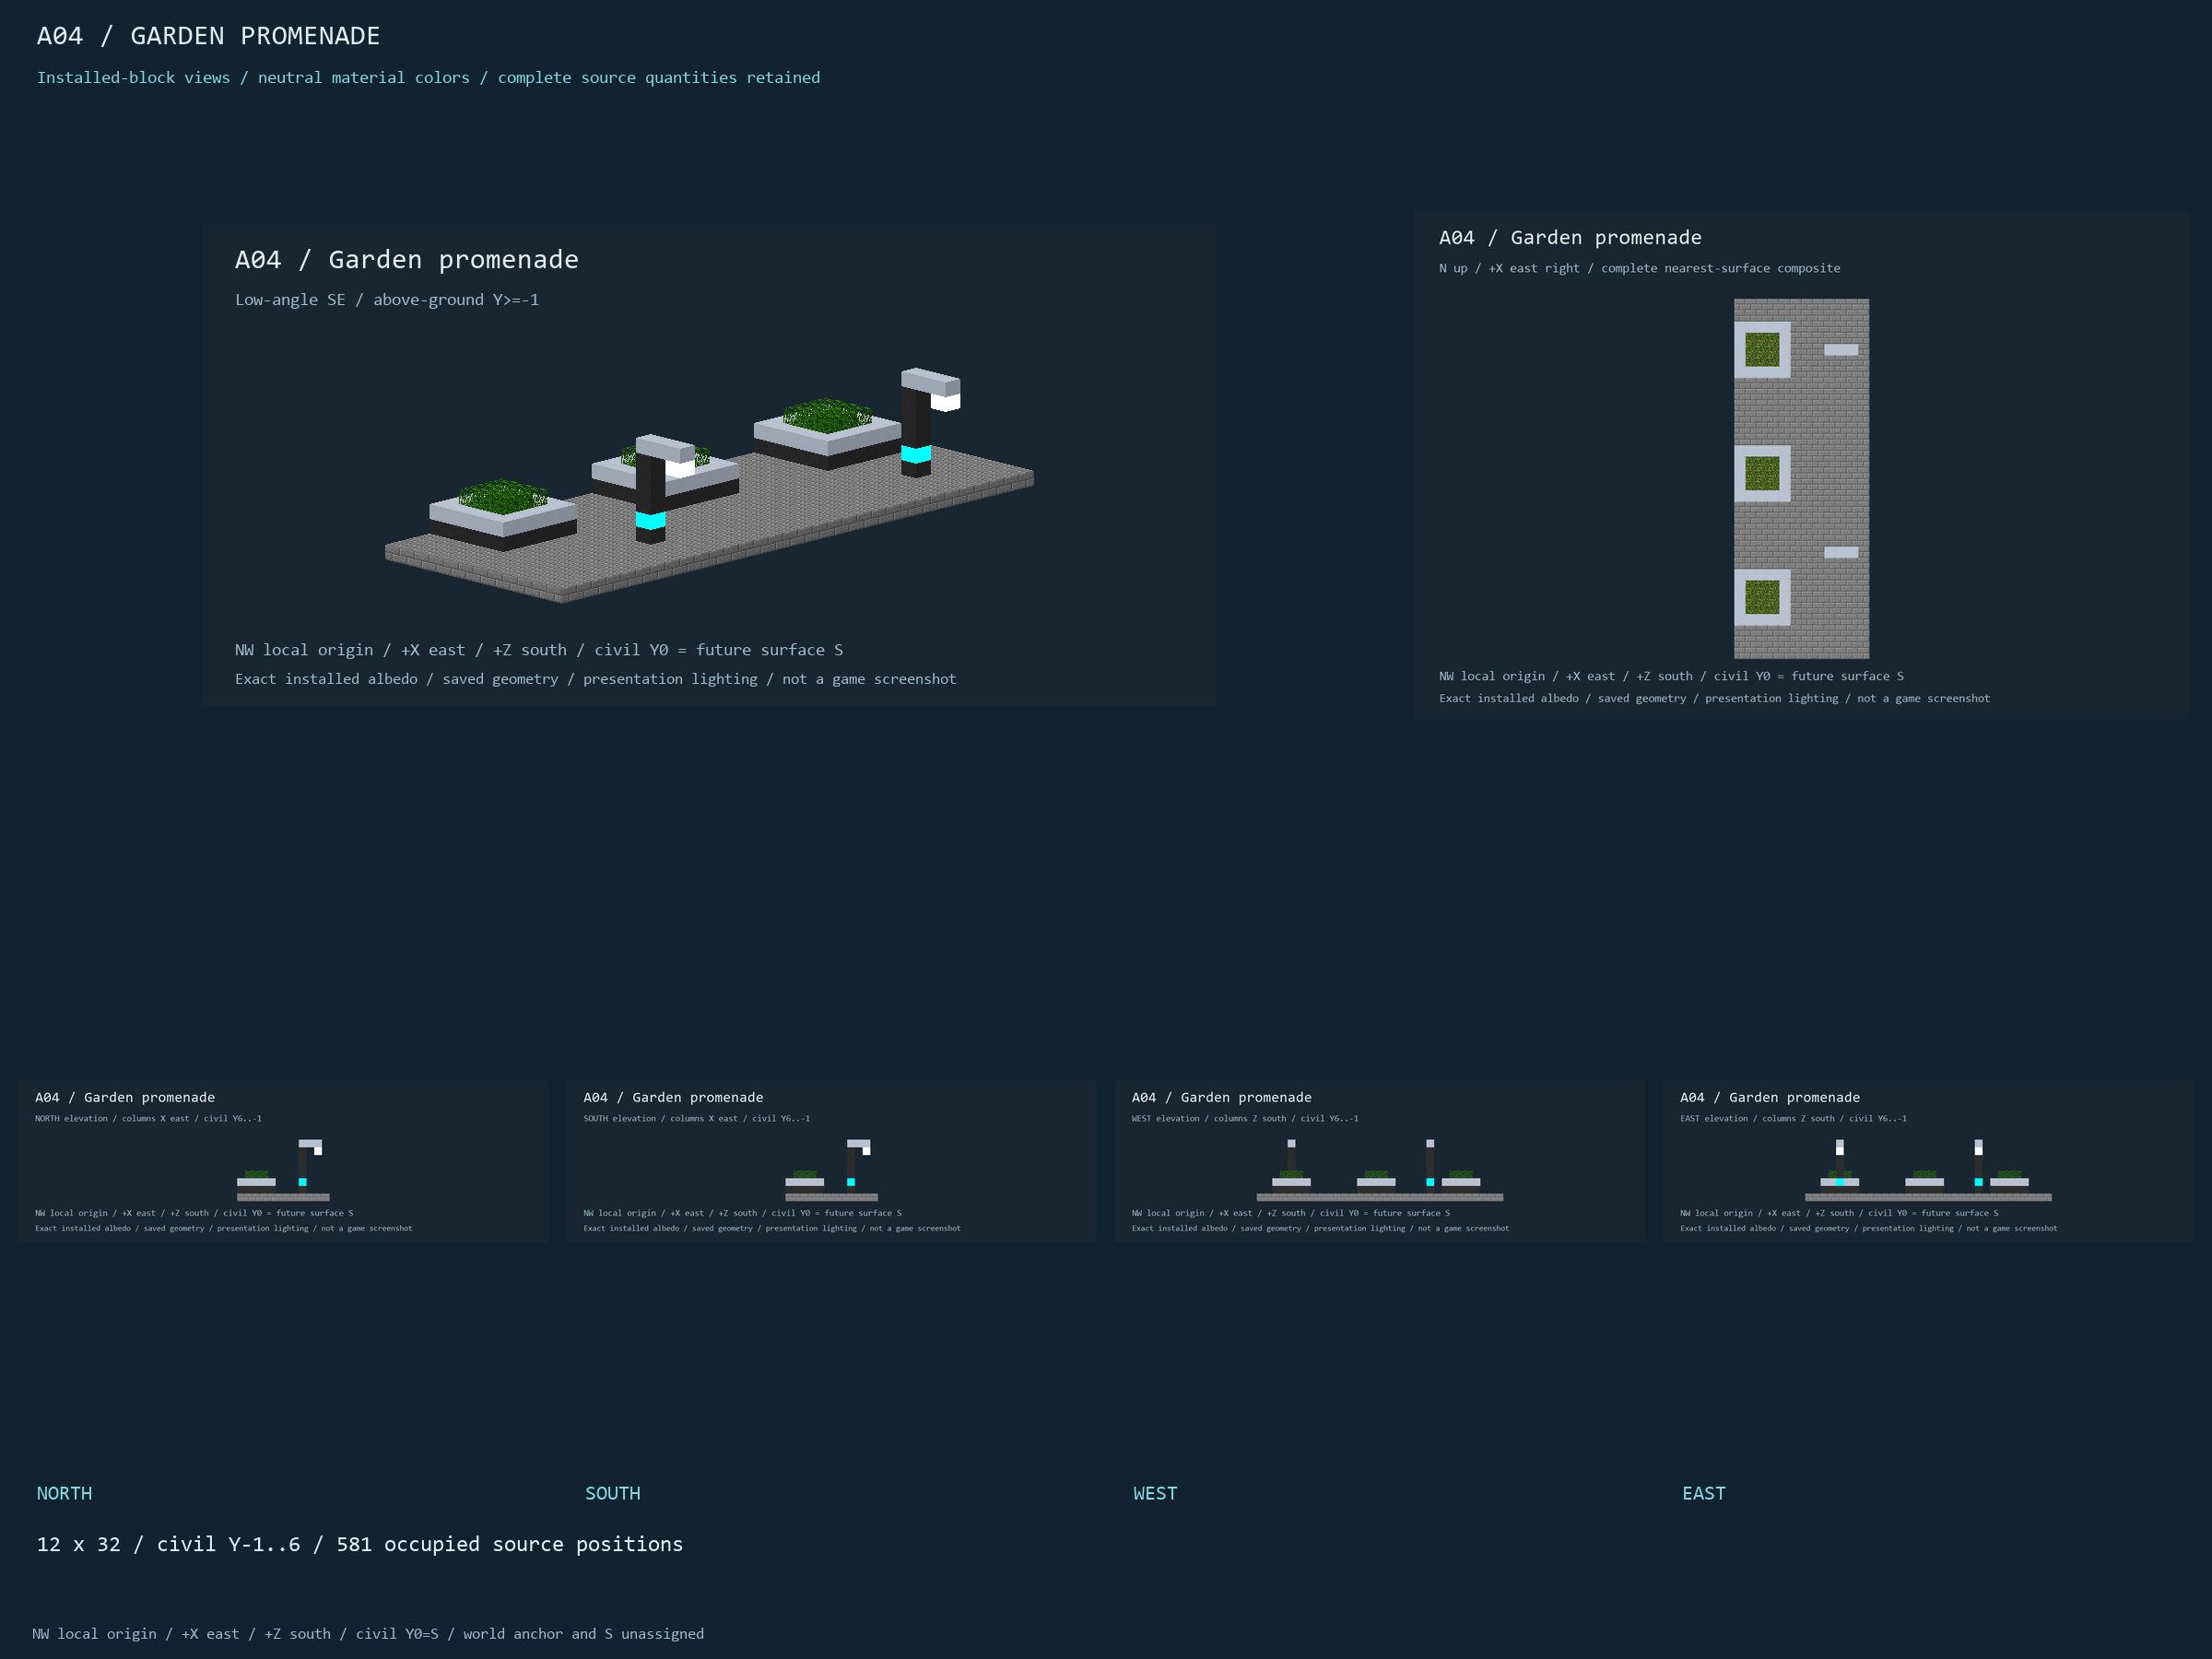 A04 / GARDEN PROMENADE
Installed-block views / neutral material colors / complete source quantities retained
A04 / Garden promenade
Low-angle SE / above-ground Y>=-1
NW local origin / +X east / +Z south / civil Y0 = future surface S
Exact installed albedo / saved geometry / presentation lighting / not a game screenshot
A04 / Garden promenade
N up / +X east right / complete nearest-surface composite
NW local origin / +X east / +Z south / civil Y0 = future surface S
Exact installed albedo / saved geometry / presentation lighting / not a game screenshot
A04 / Garden promenade
NORTH elevation / columns X east / civil Y6..-1
NW local origin / +X east / +Z south / civil Y0 = future surface S
Exact installed albedo / saved geometry / presentation lighting / not a game screenshot
A04 / Garden promenade
SOUTH elevation / columns X east / civil Y6..-1
NW local origin / +X east / +Z south / civil Y0 = future surface S
Exact installed albedo / saved geometry / presentation lighting / not a game screenshot
A04 / Garden promenade
WEST elevation / columns Z south / civil Y6..-1
NW local origin / +X east / +Z south / civil Y0 = future surface S
Exact installed albedo / saved geometry / presentation lighting / not a game screenshot
A04 / Garden promenade
EAST elevation / columns Z south / civil Y6..-1
NW local origin / +X east / +Z south / civil Y0 = future surface S
Exact installed albedo / saved geometry / presentation lighting / not a game screenshot
NORTH
SOUTH
WEST
EAST
12 x 32 / civil Y-1..6 / 581 occupied source positions
NW local origin / +X east / +Z south / civil Y0=S / world anchor and S unassigned